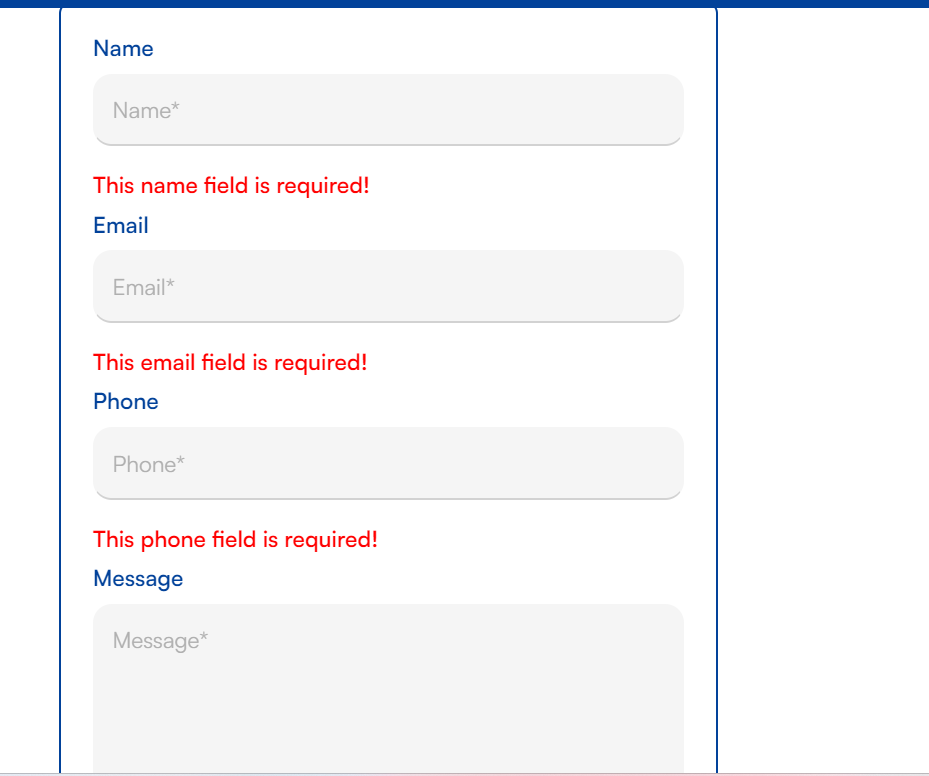 Name
Name*
This name field is required!
Email
Email*
This email field is required!
Phone
Phone*
This phone field is required!
Message
Message*